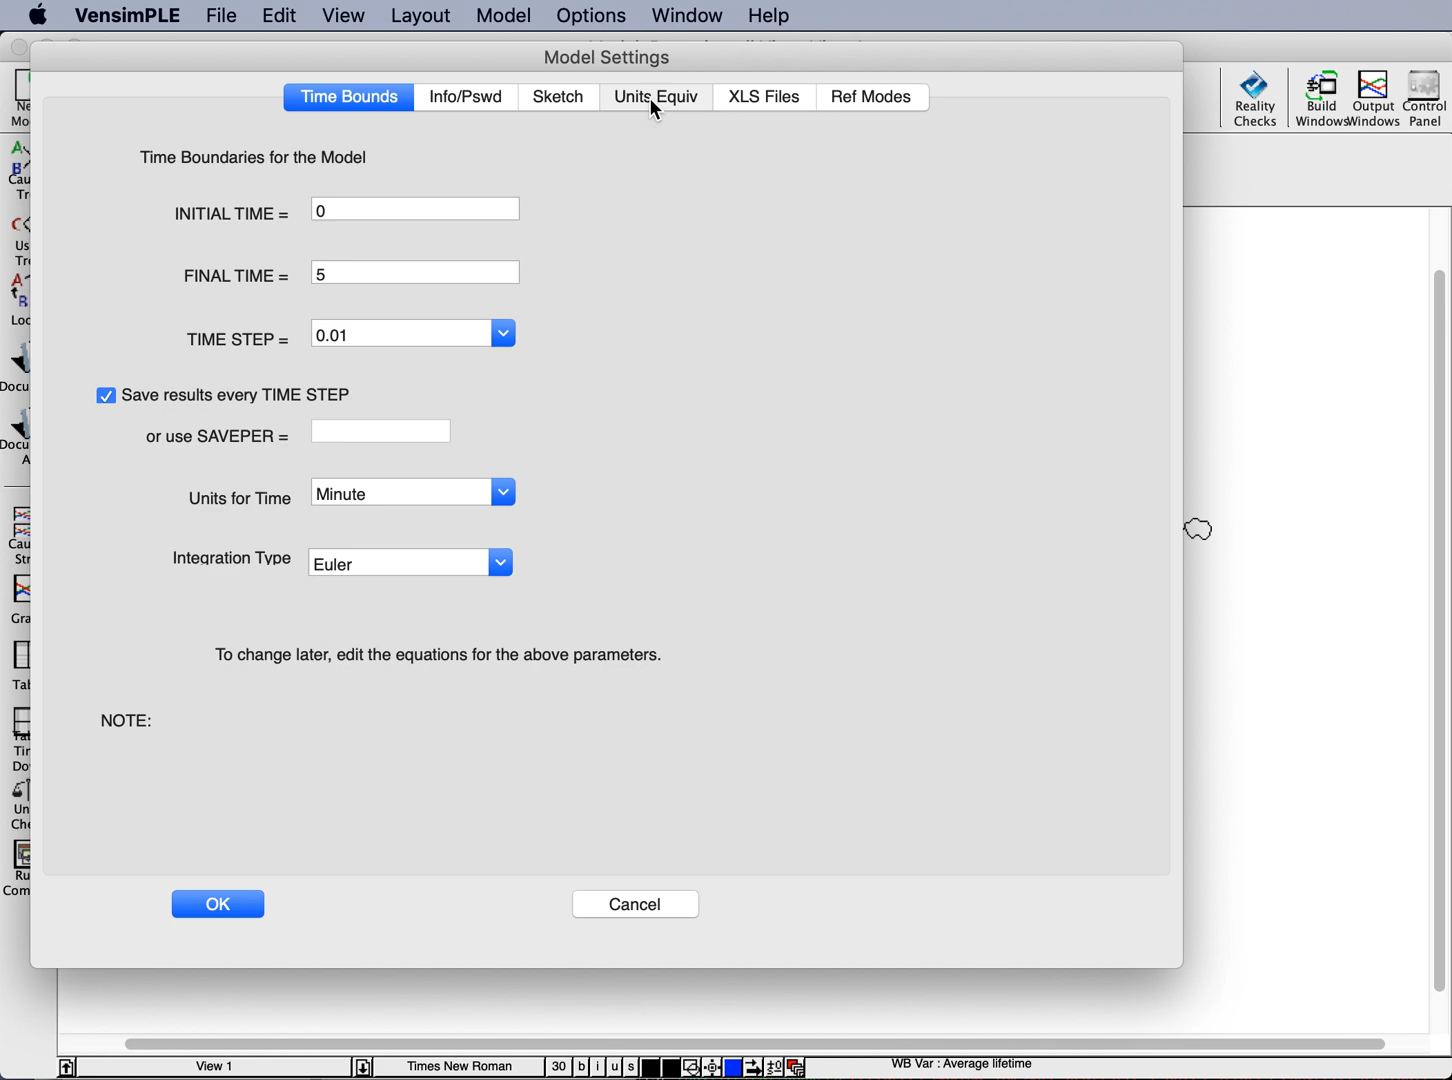 VensimPLE File Edit View Layout Model Options Window Help
Model Settings
Time Bounds Info/Pswd Sketch Units Equiv XLS Files Ref Modes
Reality Checks
Build Windows
Output Windows
Control Panel
Time Boundaries for the Model
INITIAL TIME = 0
FINAL TIME = 5
TIME STEP = 0.01
Save results every TIME STEP
or use SAVEPER =
Units for Time Minute
Integration Type Euler
To change later, edit the equations for the above parameters.
NOTE:
OK Cancel
View 1 Times New Roman 30 b i u s WB Var : Average lifetime